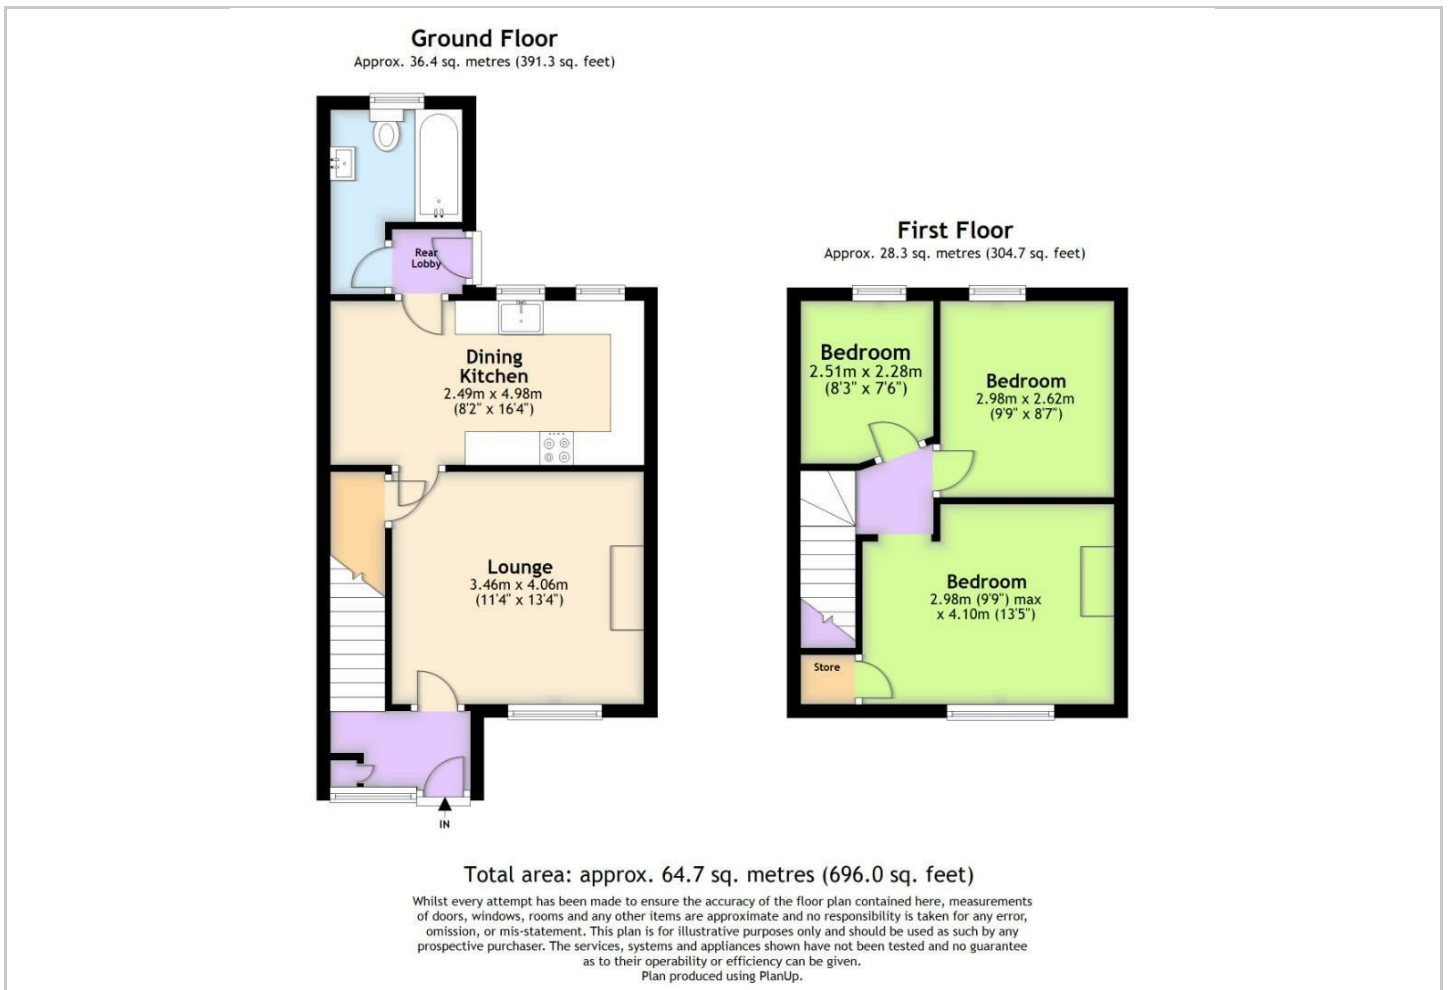 Ground Floor
Approx. 36.4 sq. metres (391.3 sq. feet)
Rear
Lobby
Dining
Kitchen
2.49m x 4.98m
(8'2" x 16'4")
Lounge
3.46m x 4.06m
(11'4" x 13'4")
IN
First Floor
Approx. 28.3 sq. metres (304.7 sq. feet)
Bedroom
2.51m x 2.28m
(8'3" x 7'6")
Bedroom
2.98m x 2.62m
(9'9" x 8'7")
Bedroom
2.98m (9'9") max
x 4.10m (13'5")
Store
Total area: approx. 64.7 sq. metres (696.0 sq. feet)
Whilst every attempt has been made to ensure the accuracy of the floor plan contained here, measurements
of doors, windows, rooms and any other items are approximate and no responsibility is taken for any error,
omission, or mis-statement. This plan is for illustrative purposes only and should be used as such by any
prospective purchaser. The services, systems and appliances shown have not been tested and no guarantee
as to their operability or efficiency can be given.
Plan produced using PlanUp.